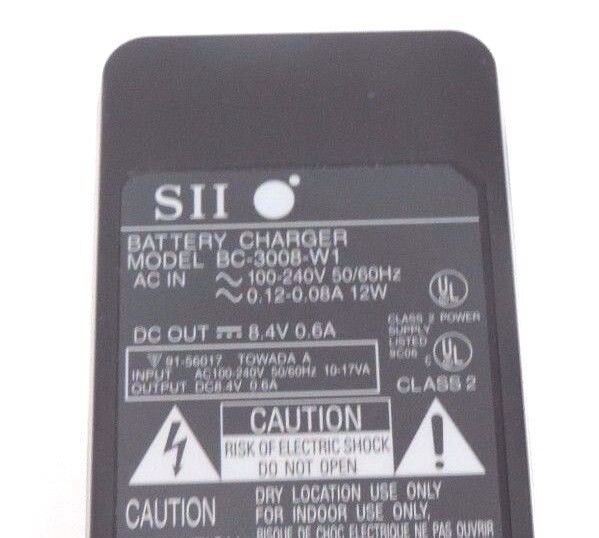 SII
BATTERY CHARGER
MODEL BC-3008-W1
AC IN ~ 100-240V 50/60Hz
~ 0.12-0.08A 12W
UL
DC OUT ⎓ 8.4V 0.6A
CLASS 2 POWER
SUPPLY
LISTED
9C06
C UL
CLASS 2
91-56017 TOWADA A
INPUT AC100-240V 50/60Hz 10-17VA
OUTPUT DC8.4V 0.6A
CAUTION
RISK OF ELECTRIC SHOCK
DO NOT OPEN
CAUTION
DRY LOCATION USE ONLY
FOR INDOOR USE ONLY,
RISQUE DE CHOC ELECTRIQUE NE PAS OUVRIR